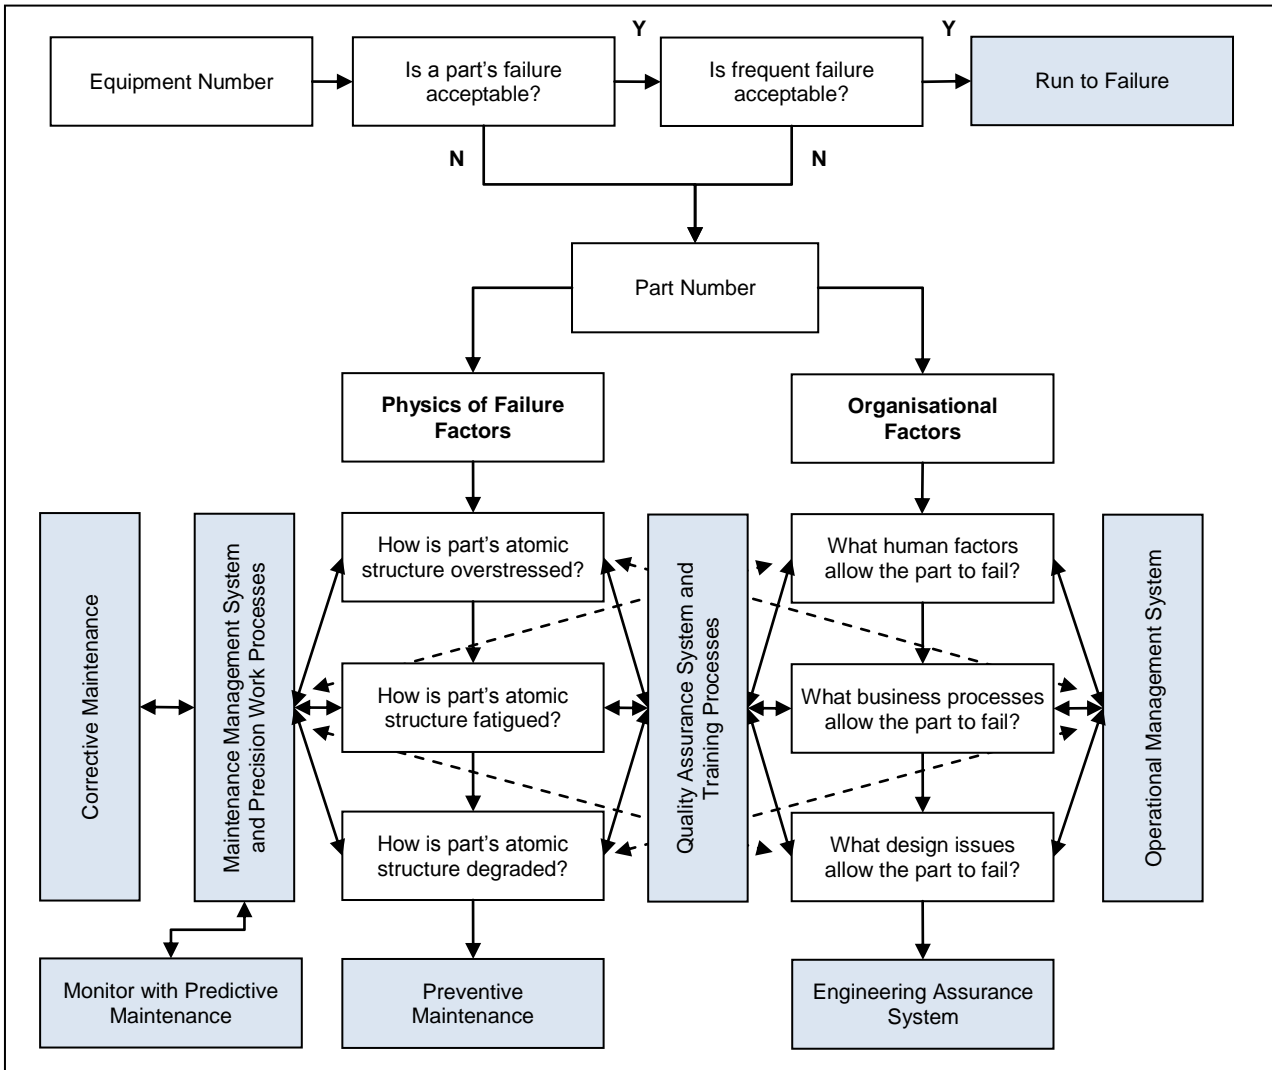 Y
Y
Equipment Number
Is a part's failure
acceptable?
Is frequent failure
acceptable?
Run to Failure
N
N
Part Number
Physics of Failure
Factors
Organisational
Factors
Corrective Maintenance
Maintenance Management System
and Precision Work Processes
How is part's atomic
structure overstressed?
How is part's atomic
structure fatigued?
How is part's atomic
structure degraded?
Quality Assurance System and
Training Processes
What human factors
allow the part to fail?
What business processes
allow the part to fail?
What design issues
allow the part to fail?
Operational Management System
Monitor with Predictive
Maintenance
Preventive
Maintenance
Engineering Assurance
System